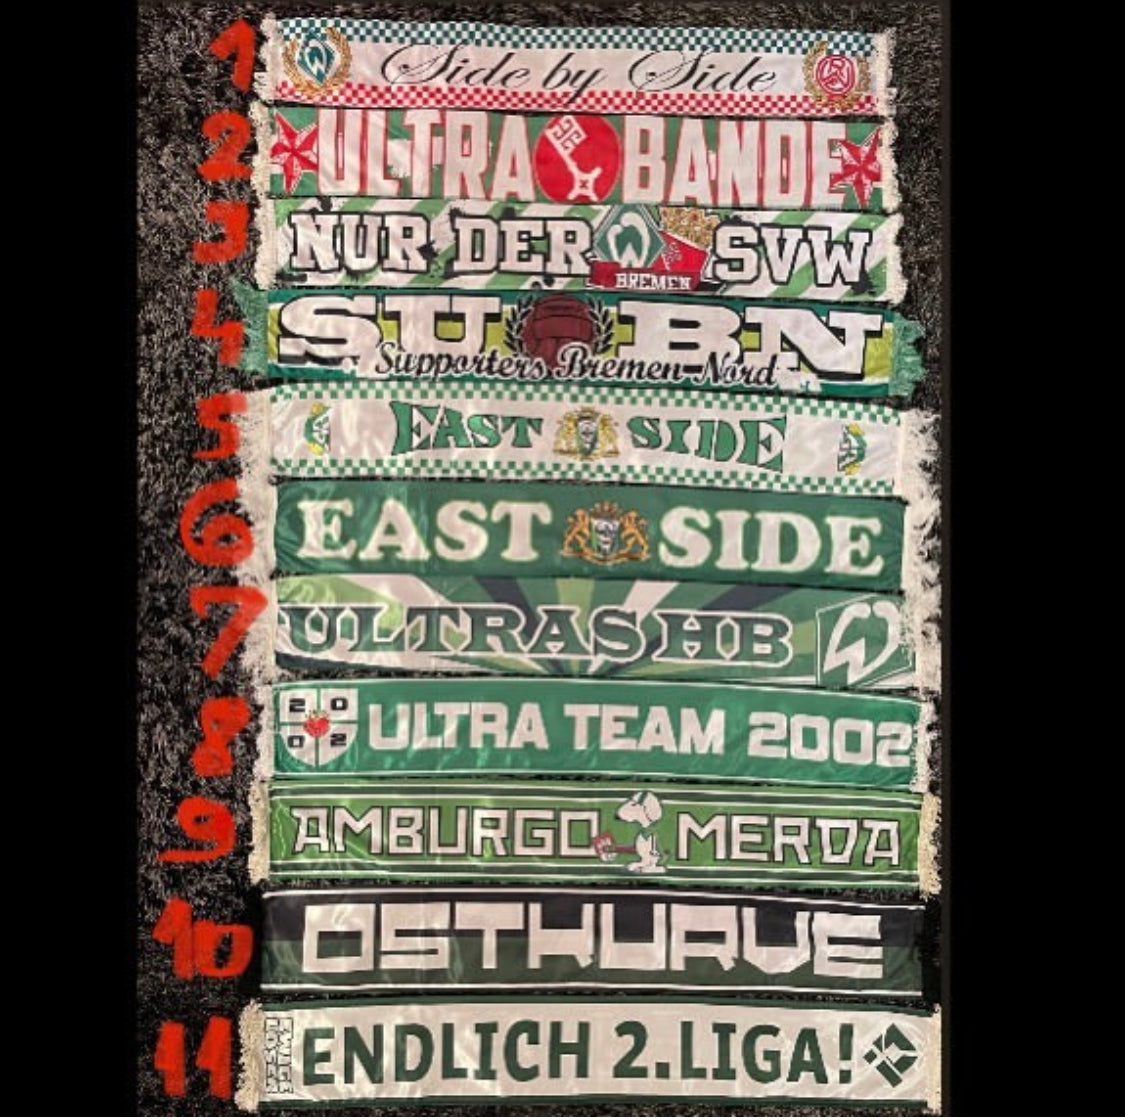 1
Side by Side
2
ULTRA BANDE
3
NUR DER SVW
BREMEN
4
SU BN
Supporters Bremen-Nord
5
EAST SIDE
6
EAST SIDE
7
ULTRAS HB
8
20
02
ULTRA TEAM 2002
9
AMBURGO MERDA
10
OSTKURVE
11
ENDLICH 2.LIGA!